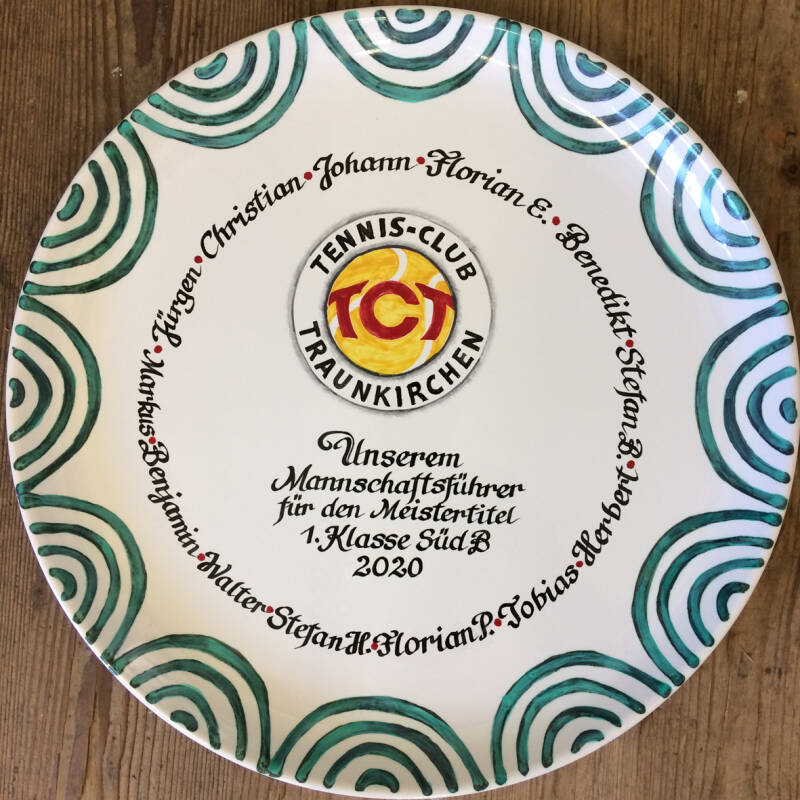 TENNIS-CLUB
TCT
TRAUNKIRCHEN
Unserem
Mannschaftsführer
für den Meistertitel
1. Klasse Süd B
2020
Johann • Florian E. • Benedikt • Stefan B. • Herbert • Tobias • Florian P. • Stefan H. • Walter • Benjamin • Markus • Jürgen • Christian •